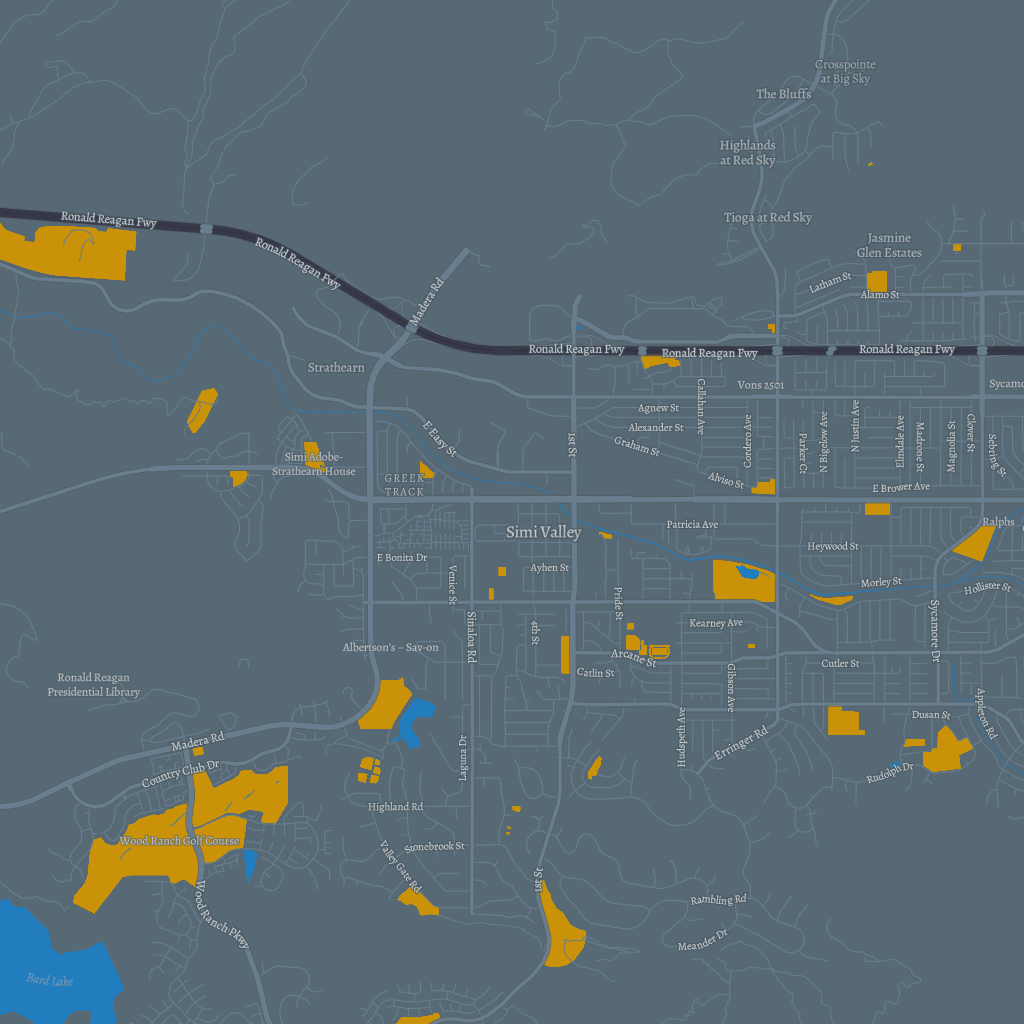 Crosspointe
at Big Sky
The Bluffs
Highlands
at Red Sky
Tioga at Red Sky
Ronald Reagan Fwy
Ronald Reagan Fwy
Jasmine
Glen Estates
Latham St
Alamo St
Madera Rd
Ronald Reagan Fwy
Ronald Reagan Fwy
Ronald Reagan Fwy
Strathearn
Vons 2501
Sycamo
Agnew St
Callahan Ave
Alexander St
Graham St
Cordero Ave
Parker Ct
N Bigelow Ave
N Justin Ave
Elmdale Ave
Stonaroe St
Magnolia St
Clover St
Sebring St
E Easy St
1st St
Simi Adobe-
Strathearn House
GREEK
TRACK
Alviso St
E Brower Ave
Simi Valley
Patricia Ave
Ralphs
Heywood St
E Bonita Dr
Ayhen St
Venice St
Morley St
Hollister St
Pride St
Sinaloa Rd
4th St
Kearney Ave
Sycamore Dr
Albertson's – Sav-on
Arcane St
Catlin St
Cutler St
Gibson Ave
Ronald Reagan
Presidential Library
Hudspeth Ave
Dusan St
Appleton Rd
Madera Rd
Erringer Rd
Laguna Dr
Country Club Dr
Rudolph Dr
Highland Rd
Wood Ranch Golf Course
Stonebrook St
Valley Gate Rd
1st St
Wood Ranch Pkwy
Rambling Rd
Meander Dr
Bard Lake